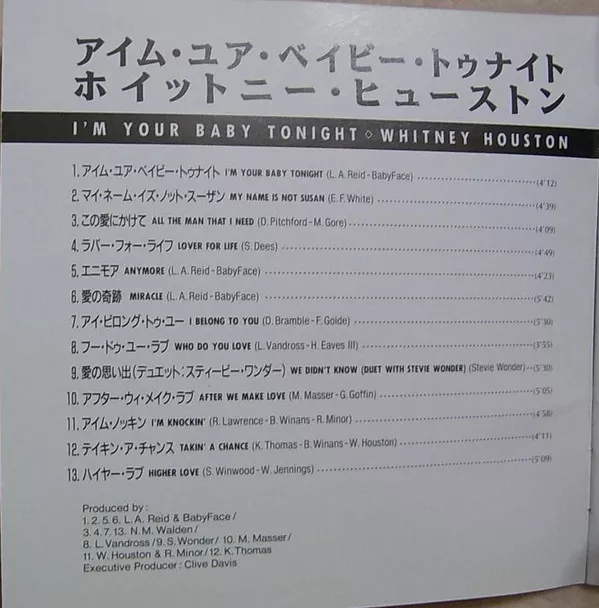 アイム・ユア・ベイビー・トゥナイト
ホイットニー・ヒューストン
I'M YOUR BABY TONIGHT ◇ WHITNEY HOUSTON
1. アイム・ユア・ベイビー・トゥナイト I'M YOUR BABY TONIGHT (L. A. Reid - BabyFace) (4'12)
2. マイ・ネーム・イズ・ノット・スーザン MY NAME IS NOT SUSAN (E. F. White) (4'39)
3. この愛にかけて ALL THE MAN THAT I NEED (D. Pitchford - M. Gore) (4'09)
4. ラバー・フォー・ライフ LOVER FOR LIFE (S. Dees) (4'49)
5. エニモア ANYMORE (L. A. Reid - BabyFace) (4'23)
6. 愛の奇跡 MIRACLE (L. A. Reid - BabyFace) (5'42)
7. アイ・ビロング・トゥ・ユー I BELONG TO YOU (D. Bramble - F. Golde) (5'30)
8. フー・ドゥ・ユー・ラブ WHO DO YOU LOVE (L. Vandross - H. Eaves III) (3'55)
9. 愛の思い出(デュエット:スティービー・ワンダー) WE DIDN'T KNOW (DUET WITH STEVIE WONDER) (Stevie Wonder) (5'30)
10. アフター・ウィ・メイク・ラブ AFTER WE MAKE LOVE (M. Masser - G. Goffin) (5'05)
11. アイム・ノッキン I'M KNOCKIN' (R. Lawrence - B. Winans - R. Minor) (4'58)
12. テイキン・ア・チャンス TAKIN' A CHANCE (K. Thomas - B. Winans - W. Houston) (4'11)
13. ハイヤー・ラブ HIGHER LOVE (S. Winwood - W. Jennings) (5'09)
Produced by :
1. 2. 5. 6. L. A. Reid & BabyFace /
3. 4. 7. 13. N. M. Walden /
8. L. Vandross / 9. S. Wonder / 10. M. Masser /
11. W. Houston & R. Minor / 12. K. Thomas
Executive Producer : Clive Davis